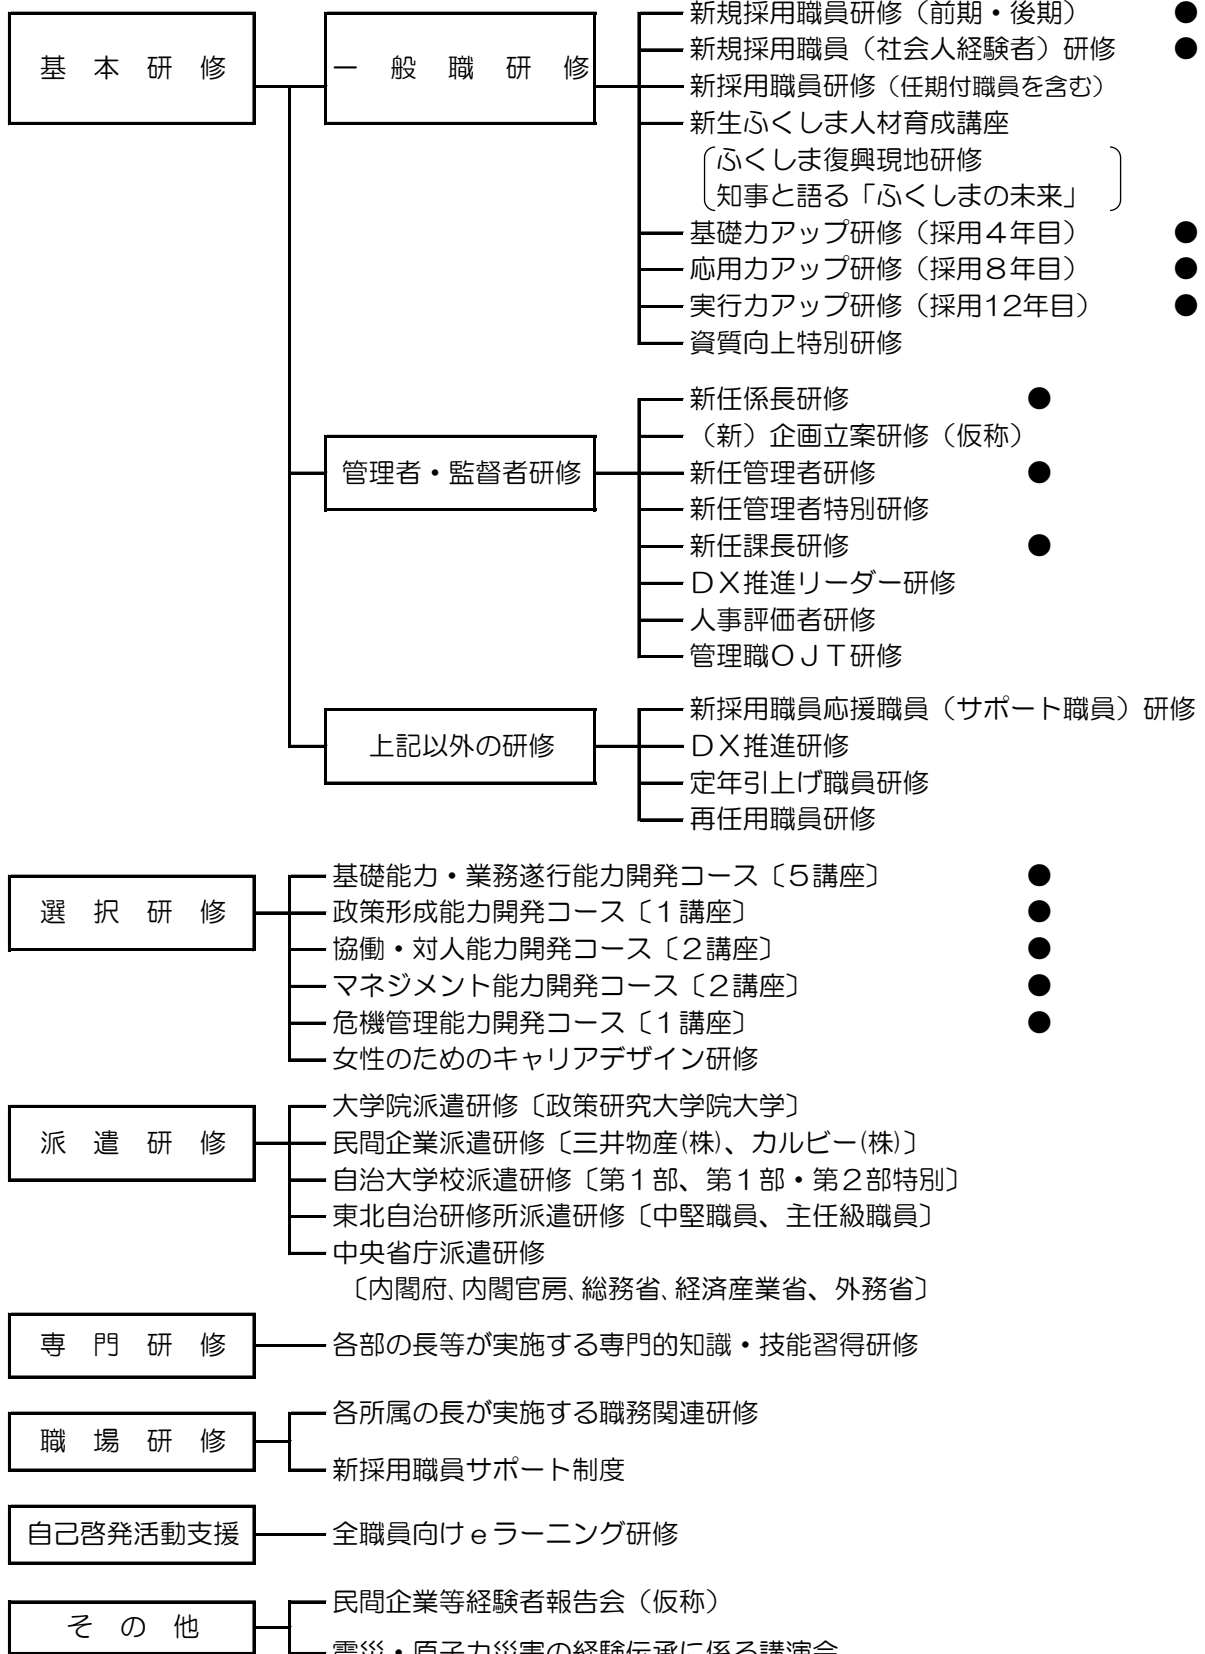 基本研修
一般職研修
新規採用職員研修（前期・後期） ●
新規採用職員（社会人経験者）研修 ●
新採用職員研修（任期付職員を含む）
新生ふくしま人材育成講座
ふくしま復興現地研修
知事と語る「ふくしまの未来」
基礎力アップ研修（採用４年目） ●
応用力アップ研修（採用８年目） ●
実行力アップ研修（採用12年目） ●
資質向上特別研修
管理者・監督者研修
新任係長研修 ●
（新）企画立案研修（仮称）
新任管理者研修 ●
新任管理者特別研修
新任課長研修 ●
ＤＸ推進リーダー研修
人事評価者研修
管理職ＯＪＴ研修
上記以外の研修
新採用職員応援職員（サポート職員）研修
ＤＸ推進研修
定年引上げ職員研修
再任用職員研修
選択研修
基礎能力・業務遂行能力開発コース〔５講座〕 ●
政策形成能力開発コース〔１講座〕 ●
協働・対人能力開発コース〔２講座〕 ●
マネジメント能力開発コース〔２講座〕 ●
危機管理能力開発コース〔１講座〕 ●
女性のためのキャリアデザイン研修
派遣研修
大学院派遣研修〔政策研究大学院大学〕
民間企業派遣研修〔三井物産(株)、カルビー(株)〕
自治大学校派遣研修〔第１部、第１部・第２部特別〕
東北自治研修所派遣研修〔中堅職員、主任級職員〕
中央省庁派遣研修
〔内閣府､内閣官房､総務省､経済産業省、外務省〕
専門研修
各部の長等が実施する専門的知識・技能習得研修
職場研修
各所属の長が実施する職務関連研修
新採用職員サポート制度
自己啓発活動支援
全職員向けｅラーニング研修
その他
民間企業等経験者報告会（仮称）
震災・原子力災害の経験伝承に係る講演会